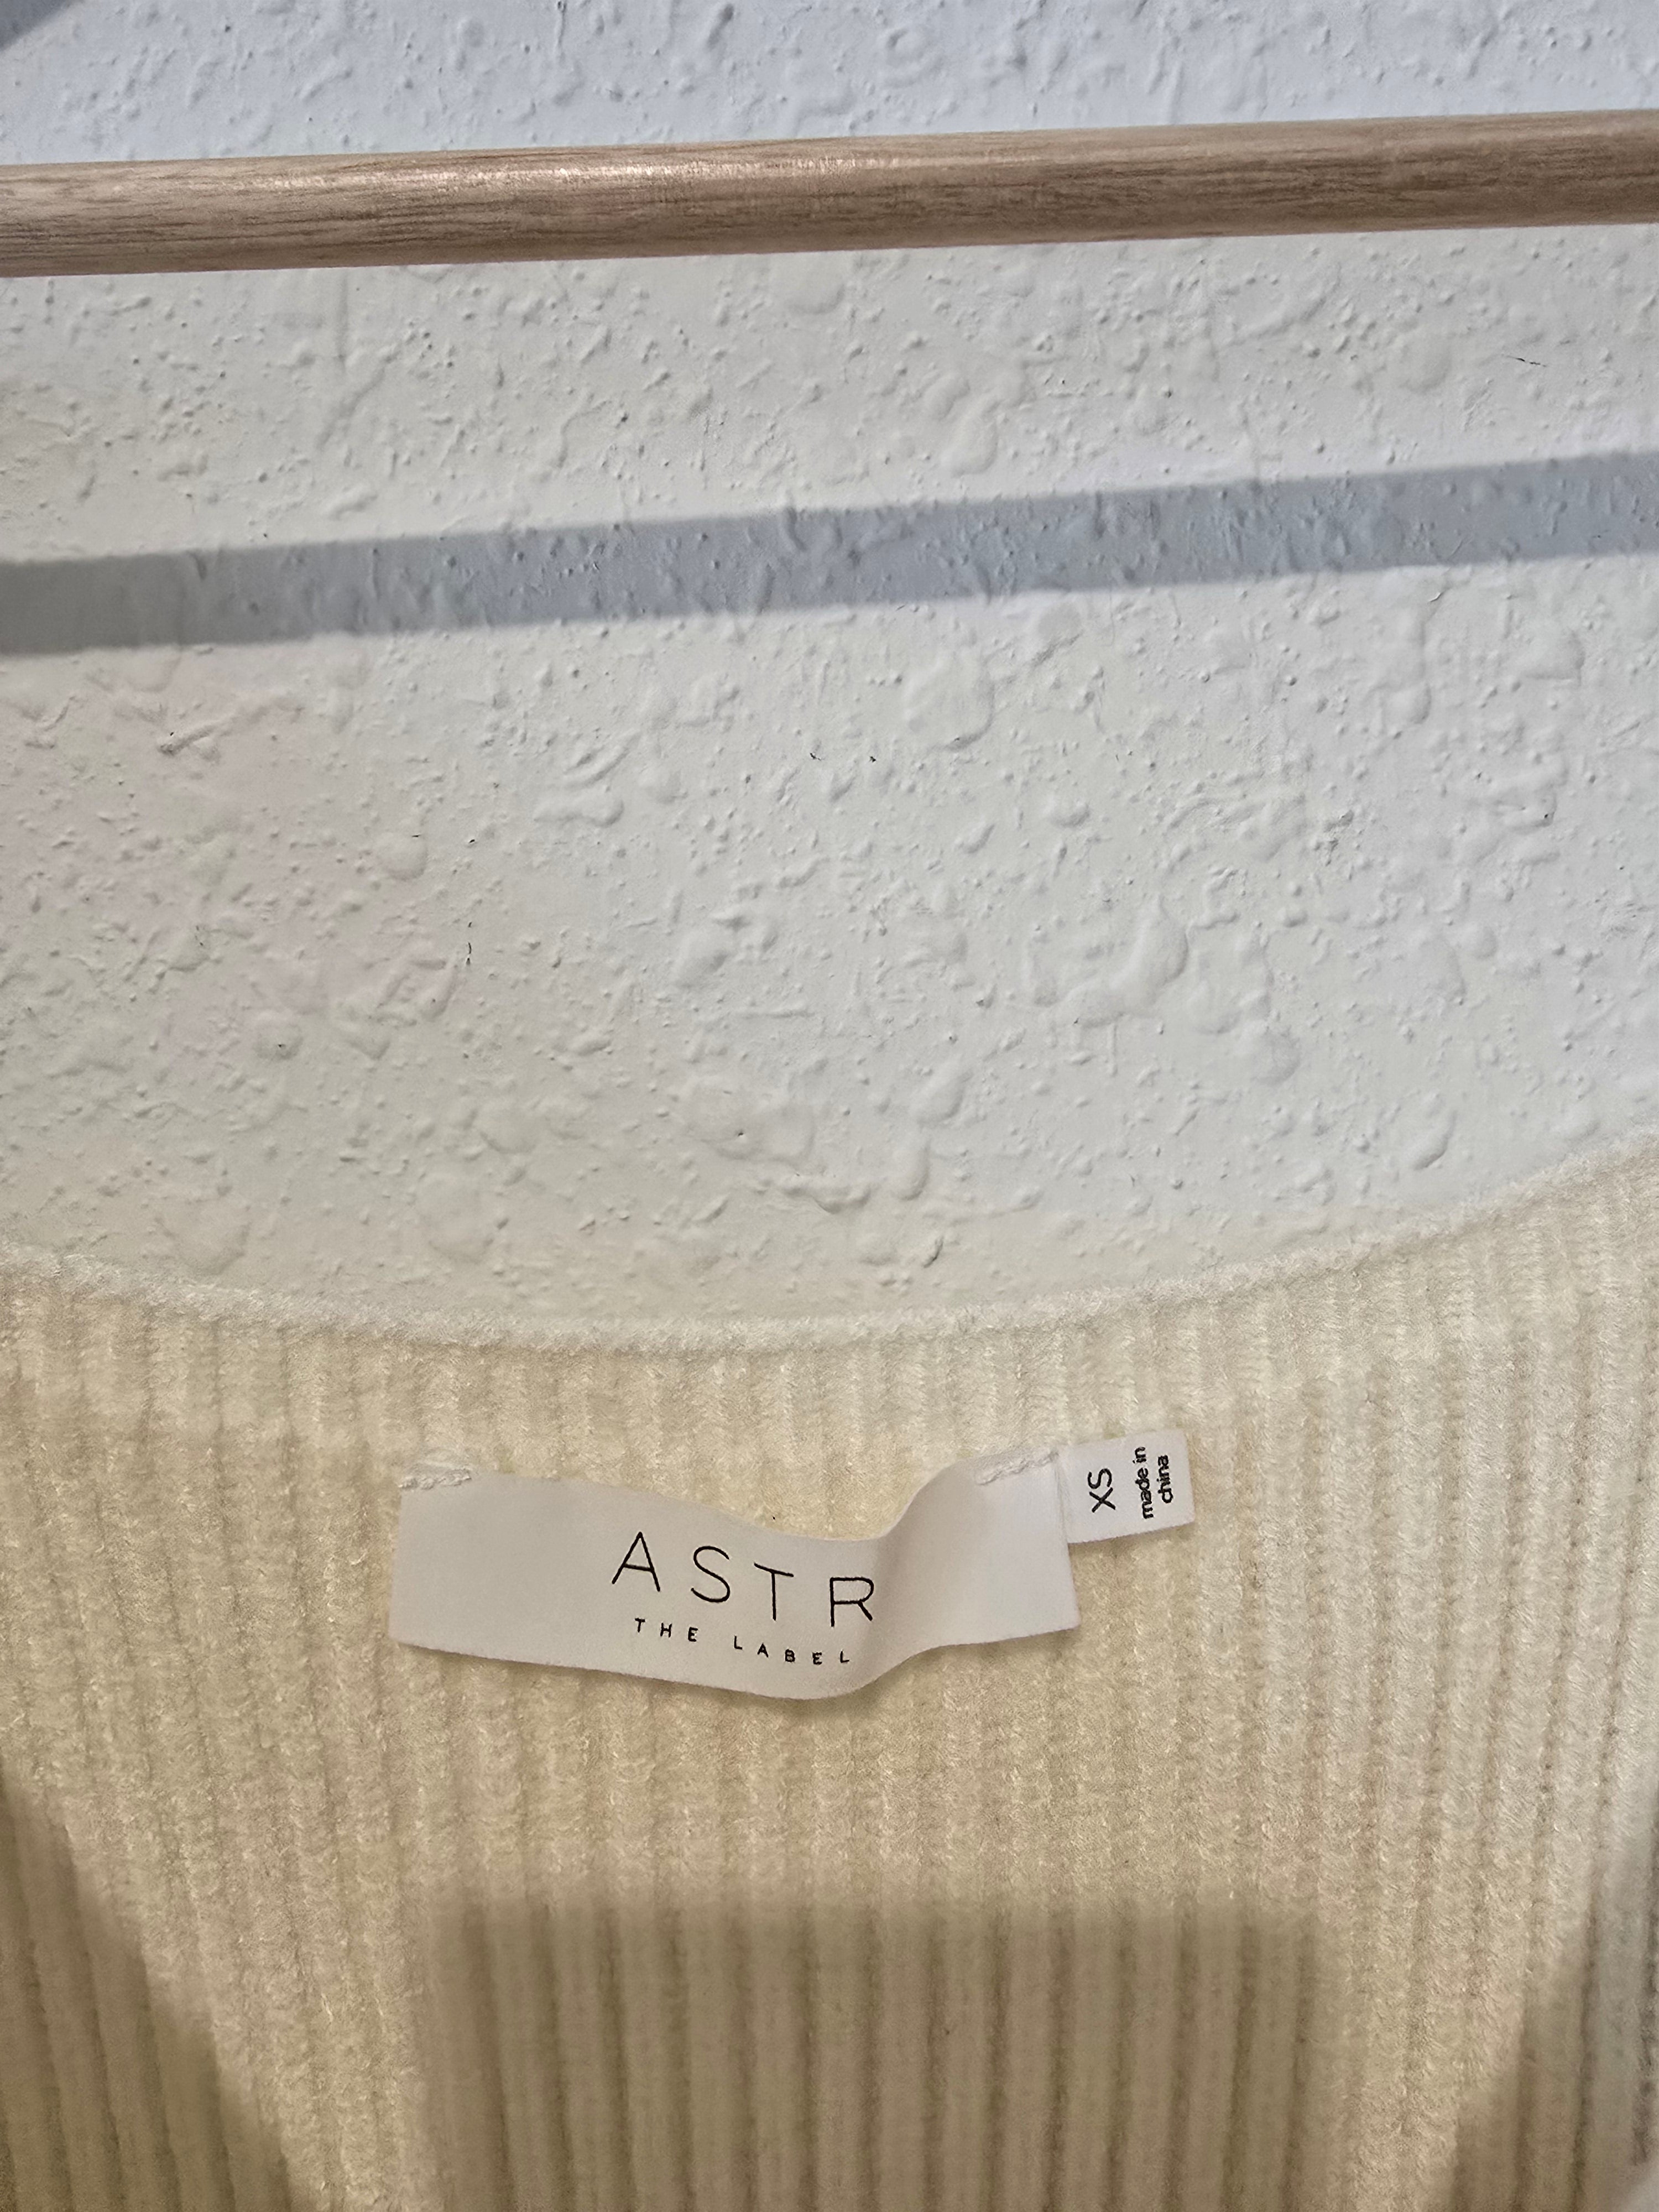 ASTR
THE LABEL
XS
made in
china